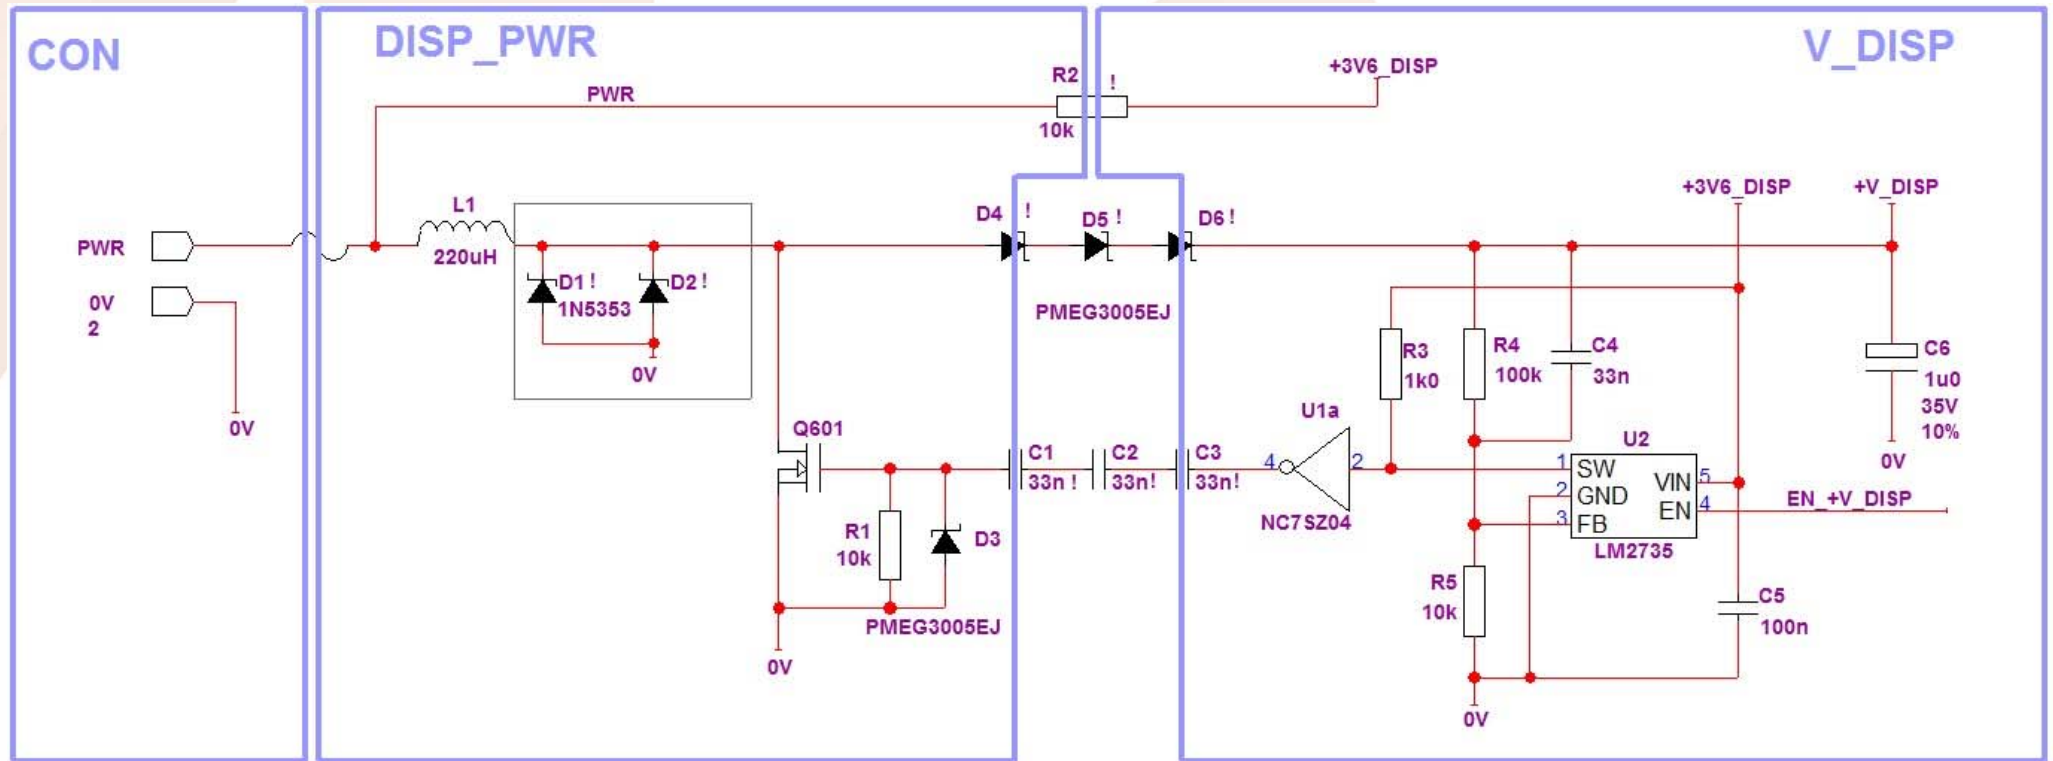 CON
DISP_PWR
V_DISP
R2 !
10k
PWR
+3V6_DISP
PWR
0V
2
0V
L1
220uH
D1 !
1N5353
D2 !
0V
D4 !
D5 !
D6 !
PMEG3005EJ
+3V6_DISP
+V_DISP
R3
1k0
R4
100k
C4
33n
C6
1u0
35V
10%
0V
Q601
R1
10k
D3
PMEG3005EJ
0V
C1
33n !
C2
33n!
C3
33n!
U1a
4
2
NC7SZ04
U2
1
SW
2
GND
3
FB
VIN
5
EN
4
LM2735
EN_+V_DISP
R5
10k
C5
100n
0V